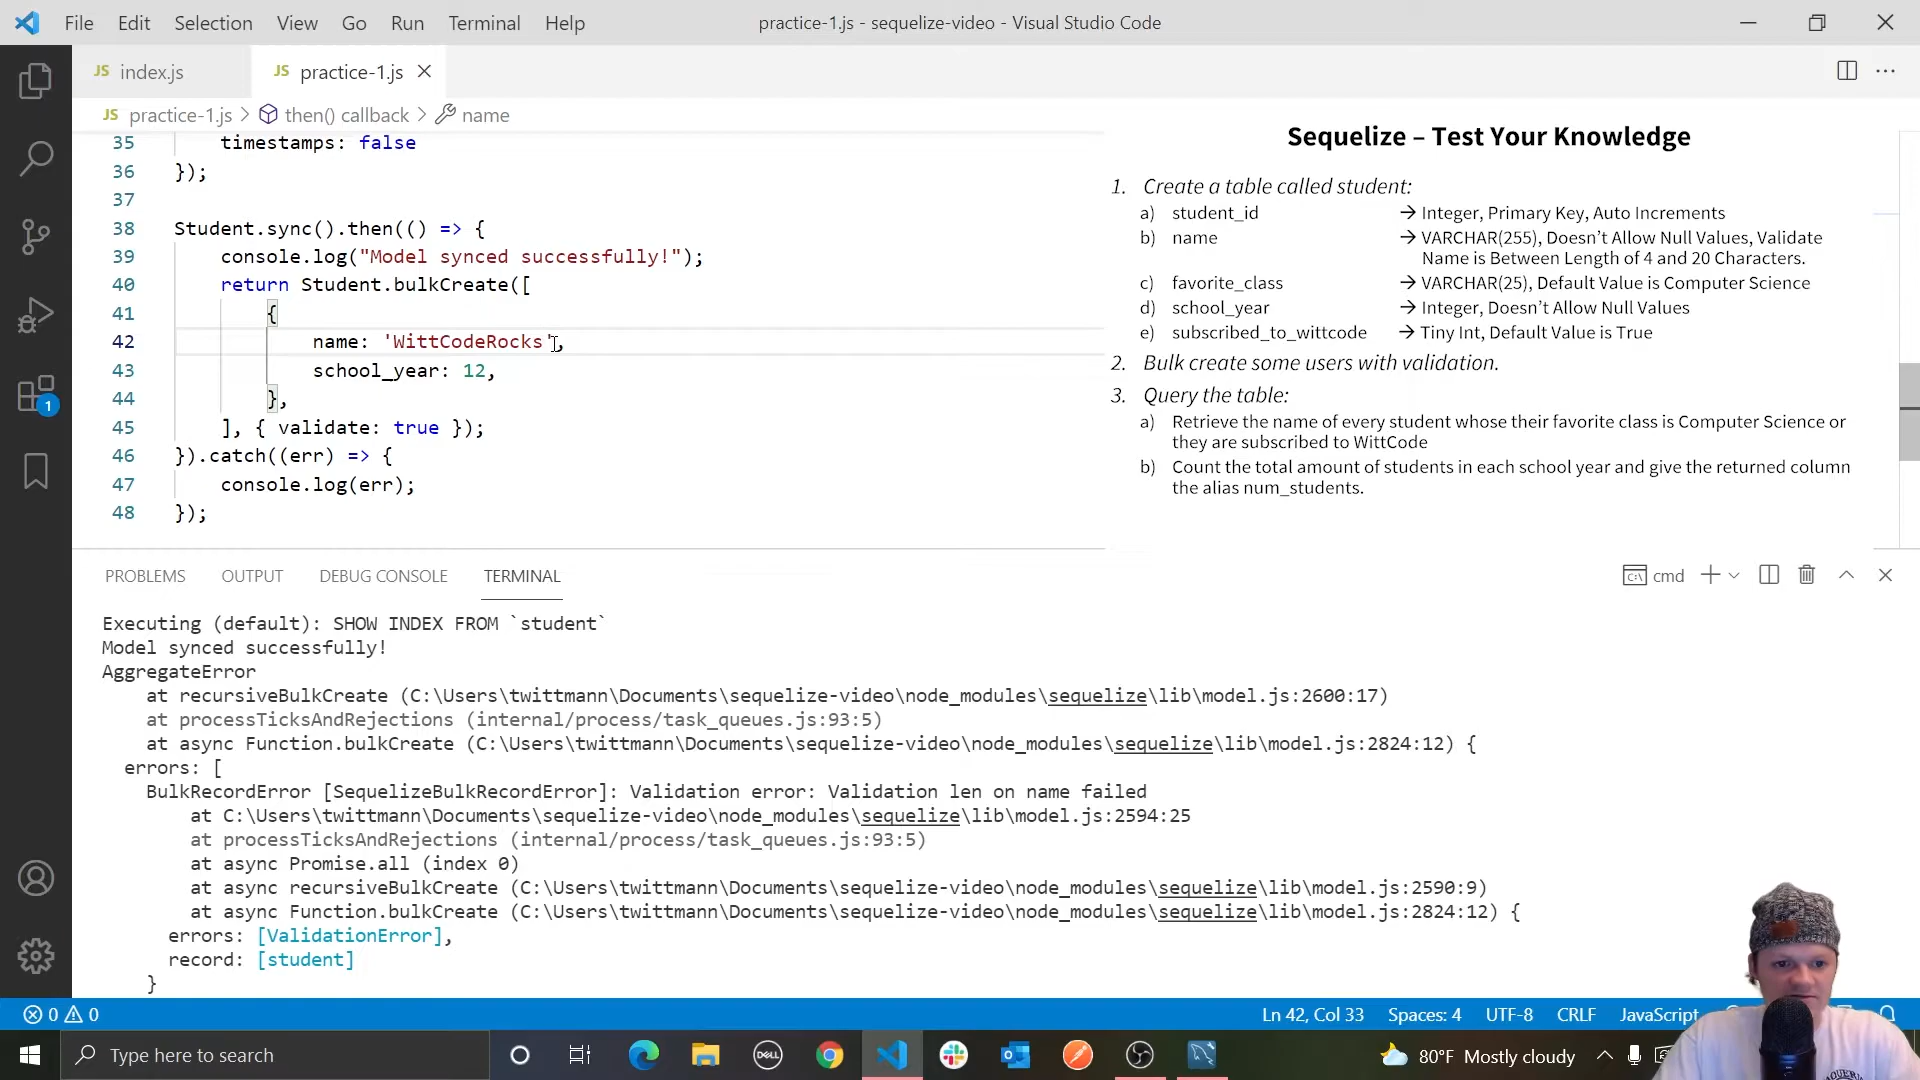 File Edit Selection View Go Run Terminal Help
practice-1.js - sequelize-video - Visual Studio Code
JS index.js
JS practice-1.js
JS practice-1.js > then() callback > name
35 timestamps: false
36 });
37
38 Student.sync().then(() => {
39 console.log("Model synced successfully!");
40 return Student.bulkCreate([
41 {
42 name: 'WittCodeRocks',
43 school_year: 12,
44 },
45 ], { validate: true });
46 }).catch((err) => {
47 console.log(err);
48 });
Sequelize – Test Your Knowledge
1. Create a table called student:
a) student_id → Integer, Primary Key, Auto Increments
b) name → VARCHAR(255), Doesn't Allow Null Values, Validate
Name is Between Length of 4 and 20 Characters.
c) favorite_class → VARCHAR(25), Default Value is Computer Science
d) school_year → Integer, Doesn't Allow Null Values
e) subscribed_to_wittcode → Tiny Int, Default Value is True
2. Bulk create some users with validation.
3. Query the table:
a) Retrieve the name of every student whose their favorite class is Computer Science or
they are subscribed to WittCode
b) Count the total amount of students in each school year and give the returned column
the alias num_students.
1
PROBLEMS OUTPUT DEBUG CONSOLE TERMINAL
cmd
Executing (default): SHOW INDEX FROM `student`
Model synced successfully!
AggregateError
at recursiveBulkCreate (C:\Users\twittmann\Documents\sequelize-video\node_modules\sequelize\lib\model.js:2600:17)
at processTicksAndRejections (internal/process/task_queues.js:93:5)
at async Function.bulkCreate (C:\Users\twittmann\Documents\sequelize-video\node_modules\sequelize\lib\model.js:2824:12) {
errors: [
BulkRecordError [SequelizeBulkRecordError]: Validation error: Validation len on name failed
at C:\Users\twittmann\Documents\sequelize-video\node_modules\sequelize\lib\model.js:2594:25
at processTicksAndRejections (internal/process/task_queues.js:93:5)
at async Promise.all (index 0)
at async recursiveBulkCreate (C:\Users\twittmann\Documents\sequelize-video\node_modules\sequelize\lib\model.js:2590:9)
at async Function.bulkCreate (C:\Users\twittmann\Documents\sequelize-video\node_modules\sequelize\lib\model.js:2824:12) {
errors: [ValidationError],
record: [student]
}
0 0
Ln 42, Col 33 Spaces: 4 UTF-8 CRLF JavaScript
Type here to search
DELL
80°F Mostly cloudy